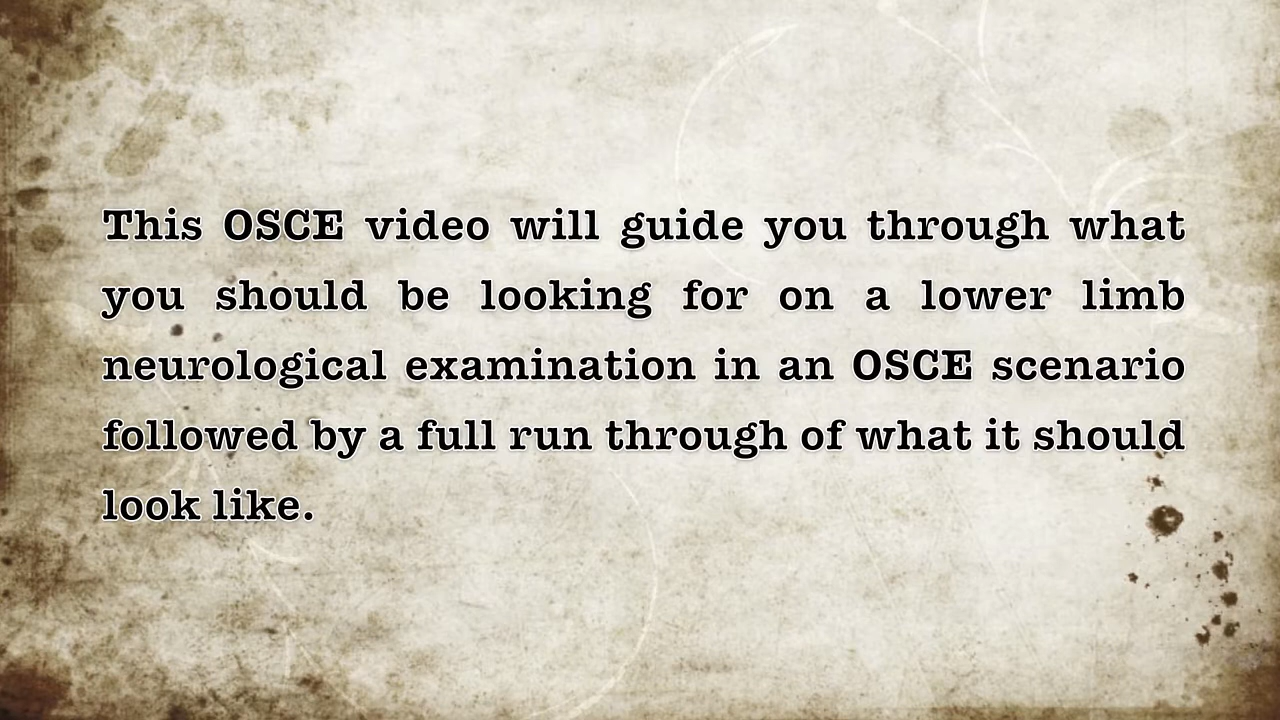 This OSCE video will guide you through what
you should be looking for on a lower limb
neurological examination in an OSCE scenario
followed by a full run through of what it should
look like.